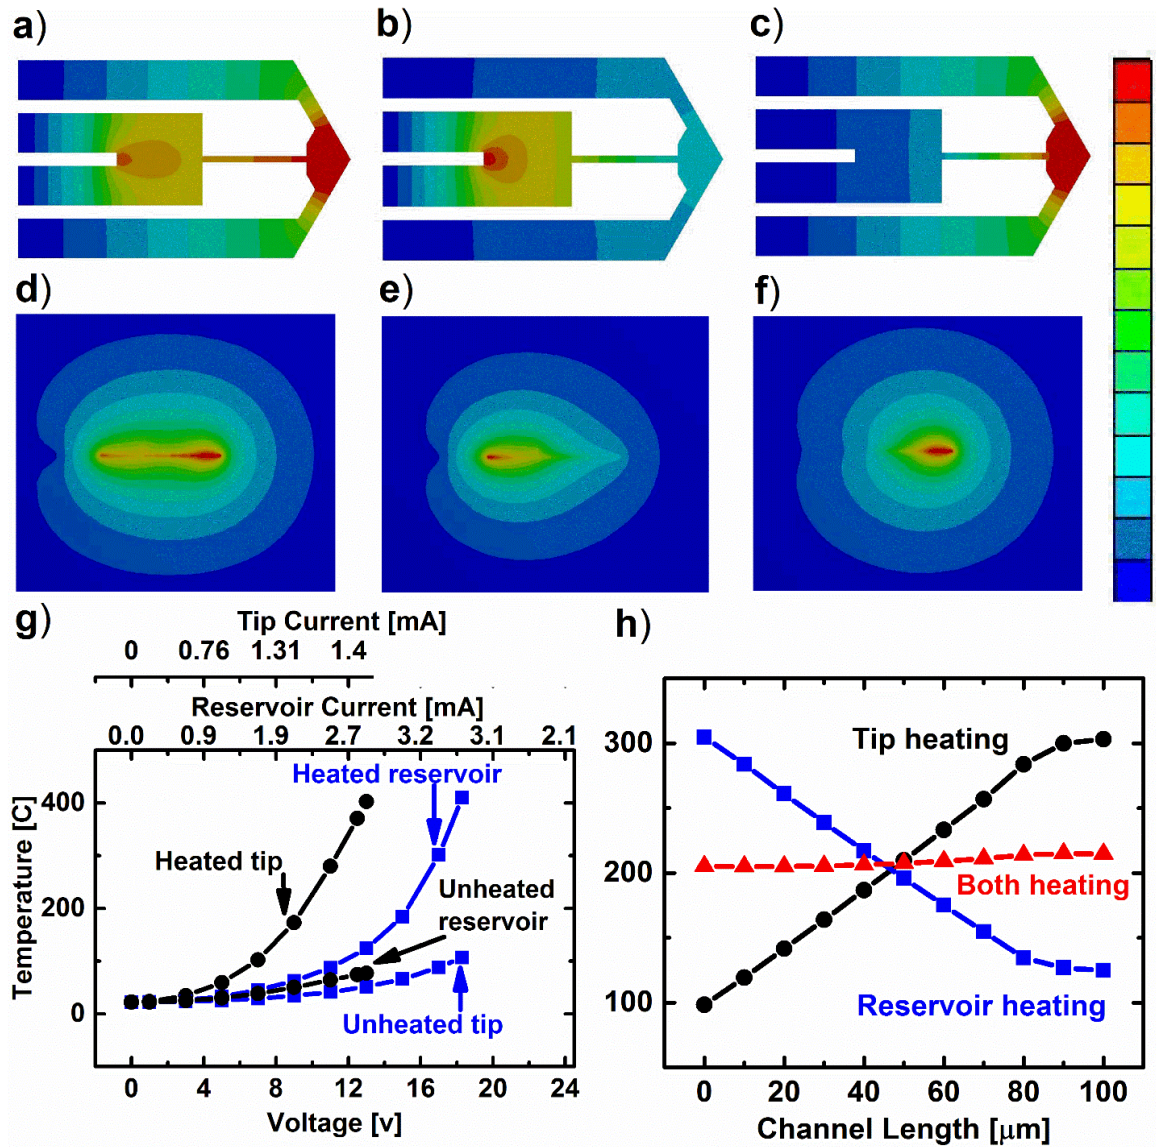 a) b) c)
d) e) f)
g) h)
Tip Current [mA]
0 0.76 1.31 1.4
Reservoir Current [mA]
0.0 0.9 1.9 2.7 3.2 3.1 2.1
Heated reservoir
Heated tip
Unheated
reservoir
Unheated tip
Temperature [C]
400
200
0
0 4 8 12 16 20 24
Voltage [v]
Tip heating
Both heating
Reservoir heating
300
200
100
0 20 40 60 80 100
Channel Length [μm]